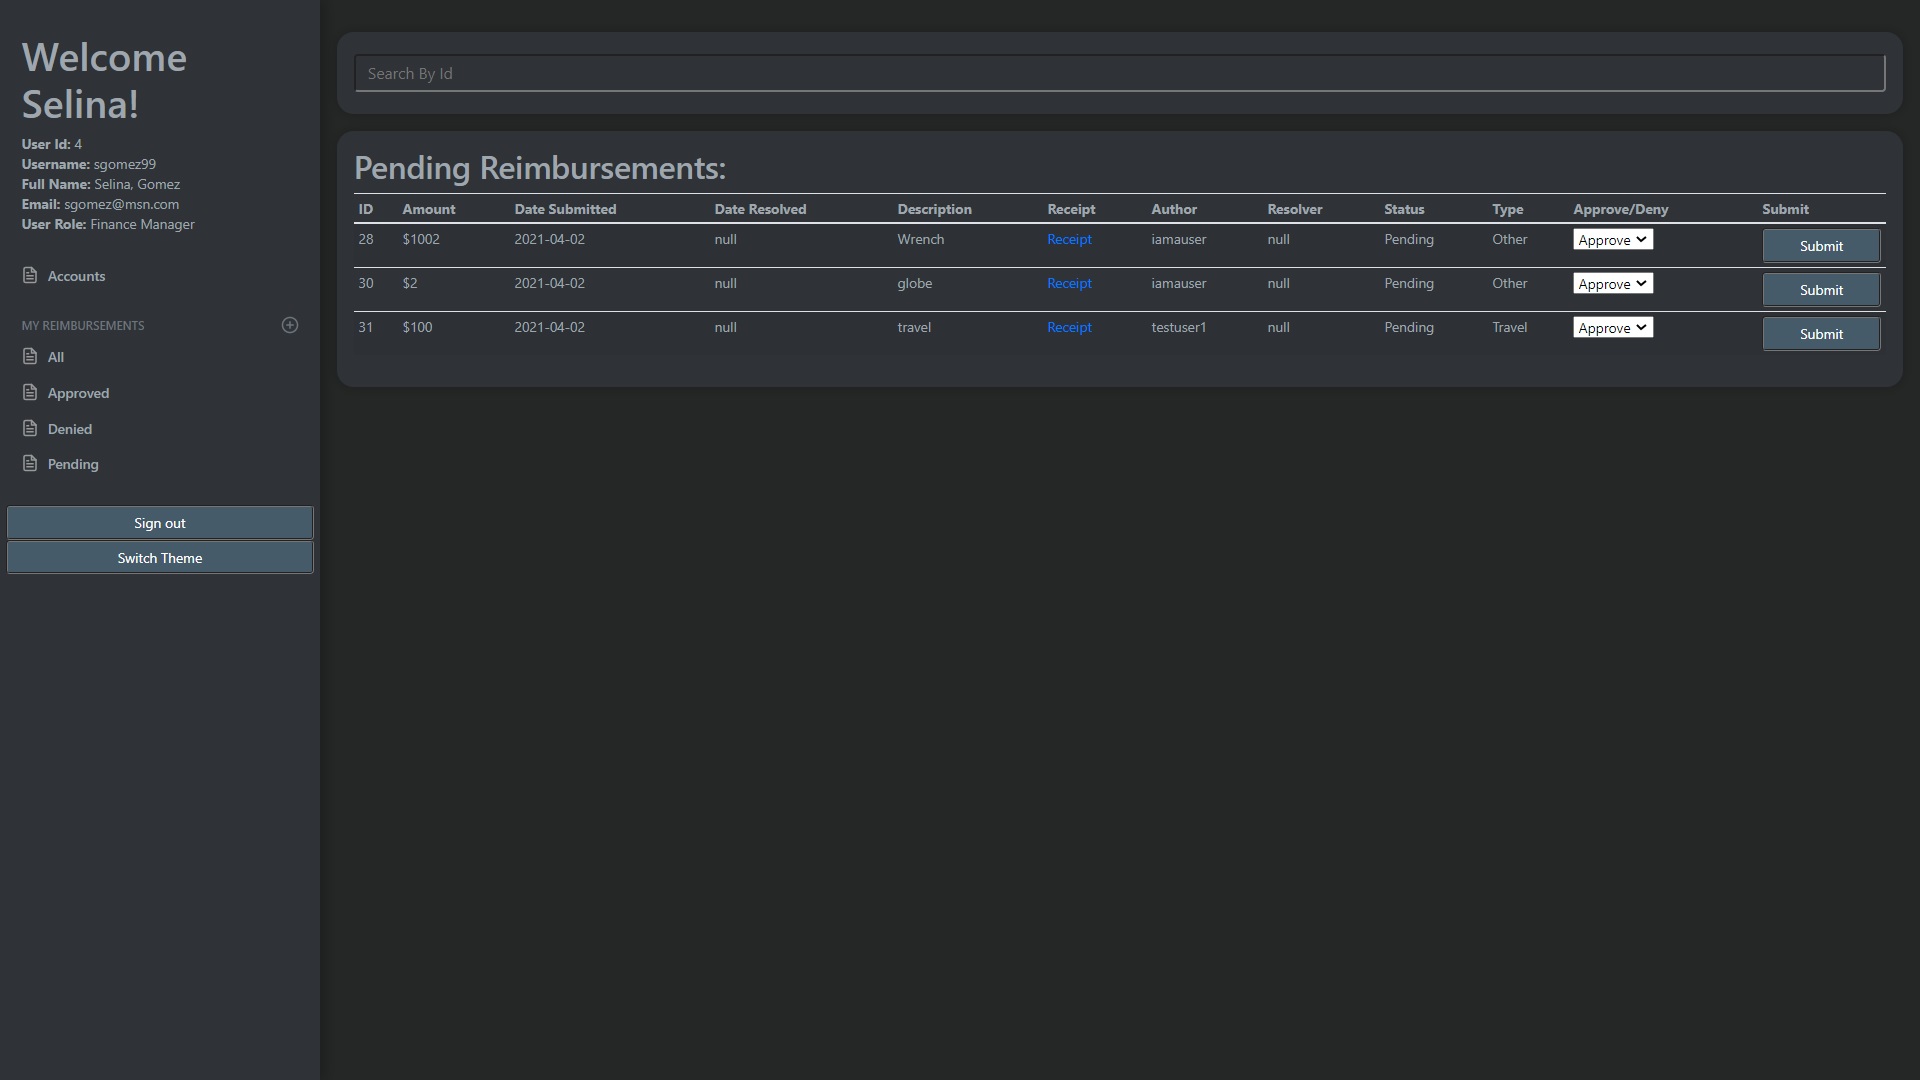 Welcome
Selina!
User Id: 4
Username: sgomez99
Full Name: Selina, Gomez
Email: sgomez@msn.com
User Role: Finance Manager
Accounts
MY REIMBURSEMENTS
All
Approved
Denied
Pending
Sign out
Switch Theme
Search By Id
Pending Reimbursements:
ID Amount Date Submitted Date Resolved Description Receipt Author Resolver Status Type Approve/Deny Submit
28 $1002 2021-04-02 null Wrench Receipt iamauser null Pending Other Approve Submit
30 $2 2021-04-02 null globe Receipt iamauser null Pending Other Approve Submit
31 $100 2021-04-02 null travel Receipt testuser1 null Pending Travel Approve Submit